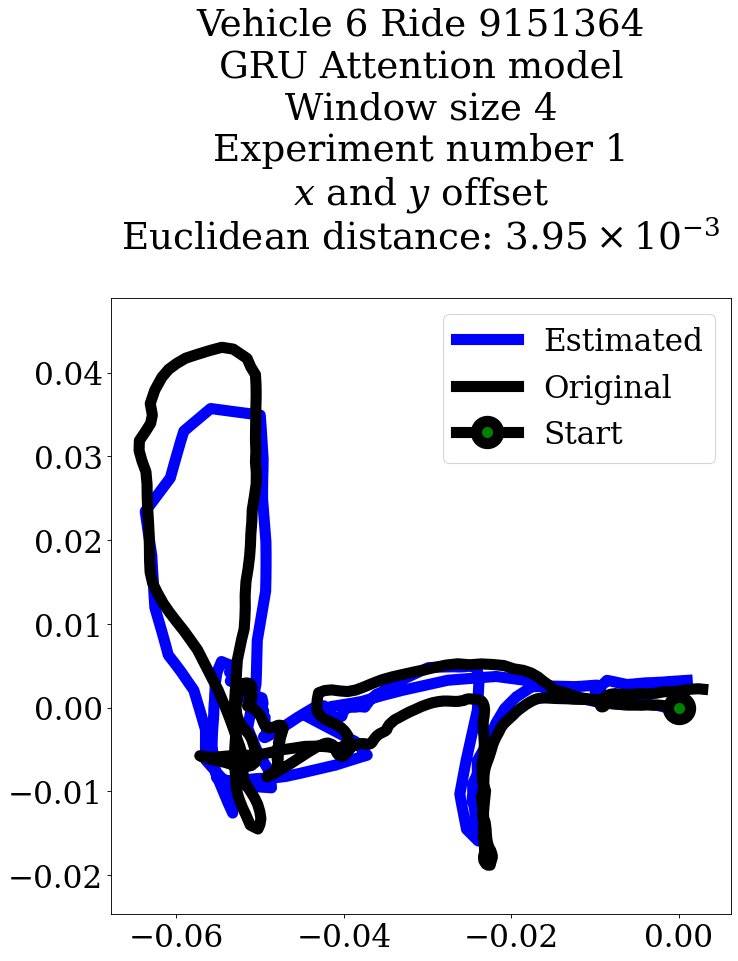 Vehicle 6 Ride 9151364
GRU Attention model
Window size 4
Experiment number 1
x and y offset
Euclidean distance: 3.95 × 10⁻³
Estimated
Original
Start
0.04
0.03
0.02
0.01
0.00
−0.01
−0.02
−0.06 −0.04 −0.02 0.00